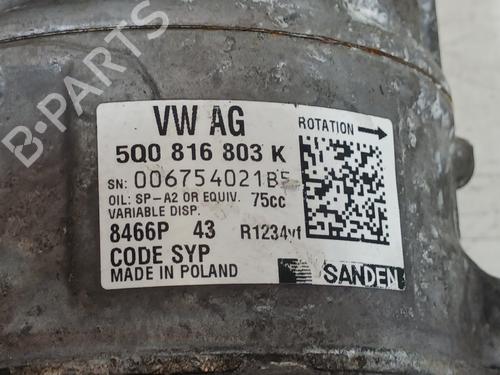 VW AG
ROTATION
5Q0 816 803 K
SN: 006754021B5
OIL: SP-A2 OR EQUIV. 75cc
VARIABLE DISP.
8466P 43 R1234yf
CODE SYP
MADE IN POLAND
SANDEN
B-PARTS